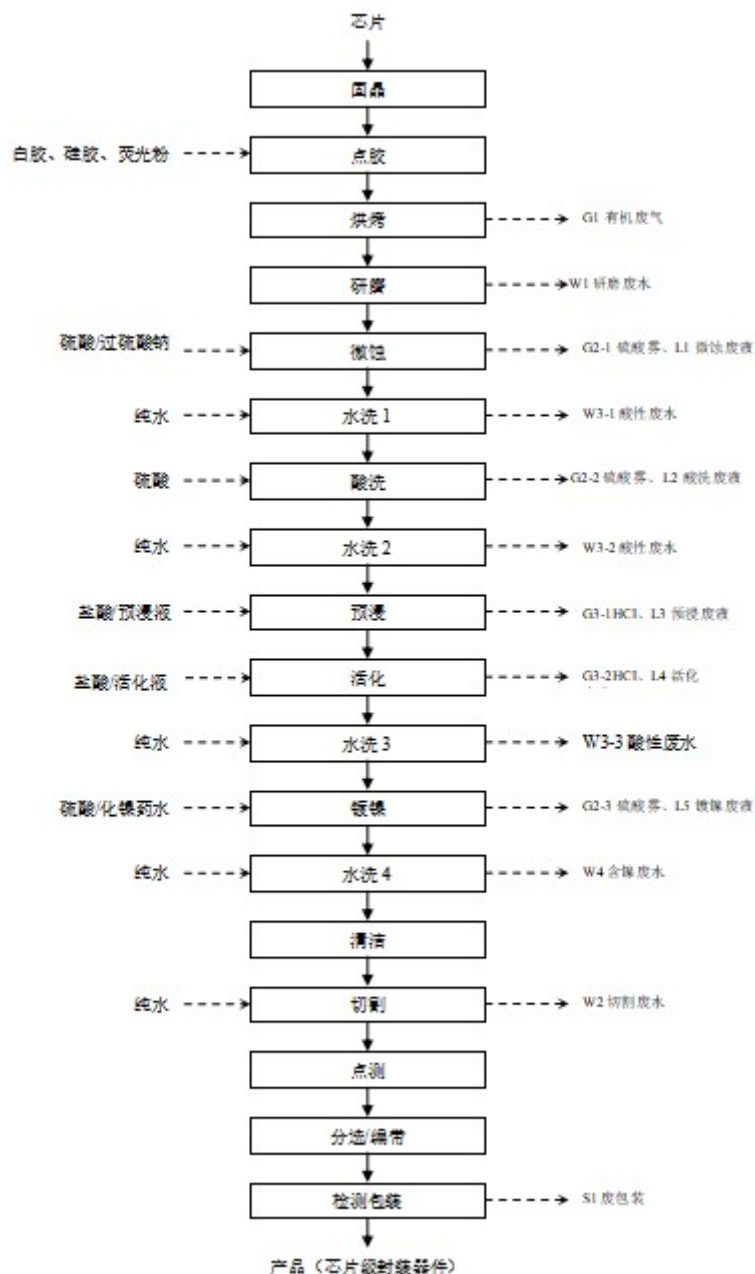 芯片
固晶
白胶、硅胶、荧光粉
点胶
烘烤
G1 有机废气
研磨
W1 研磨废水
硫酸/过硫酸钠
微蚀
G2-1 硫酸雾、L1 微蚀废液
纯水
水洗 1
W3-1 酸性废水
硫酸
酸洗
G2-2 硫酸雾、L2 酸洗废液
纯水
水洗 2
W3-2 酸性废水
盐酸/预浸液
预浸
G3-1HCl、L3 预浸废液
盐酸/活化液
活化
G3-2HCl、L4 活化
纯水
水洗 3
W3-3 酸性废水
硫酸/化镍药水
镀镍
G2-3 硫酸雾、L5 镀镍废液
纯水
水洗 4
W4 含镍废水
清洁
纯水
切割
W2 切割废水
点测
分选/编带
检测包装
S1 废包装
产品（芯片级封装器件）